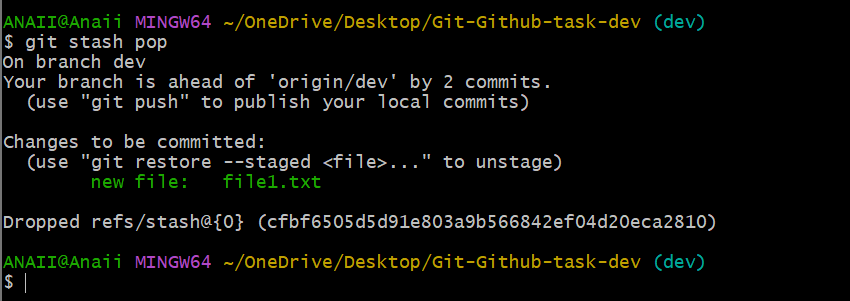 ANAII@Anaii MINGW64 ~/OneDrive/Desktop/Git-Github-task-dev (dev)
$ git stash pop
On branch dev
Your branch is ahead of 'origin/dev' by 2 commits.
  (use "git push" to publish your local commits)

Changes to be committed:
  (use "git restore --staged <file>..." to unstage)
        new file:   file1.txt

Dropped refs/stash@{0} (cfbf6505d5d91e803a9b566842ef04d20eca2810)

ANAII@Anaii MINGW64 ~/OneDrive/Desktop/Git-Github-task-dev (dev)
$